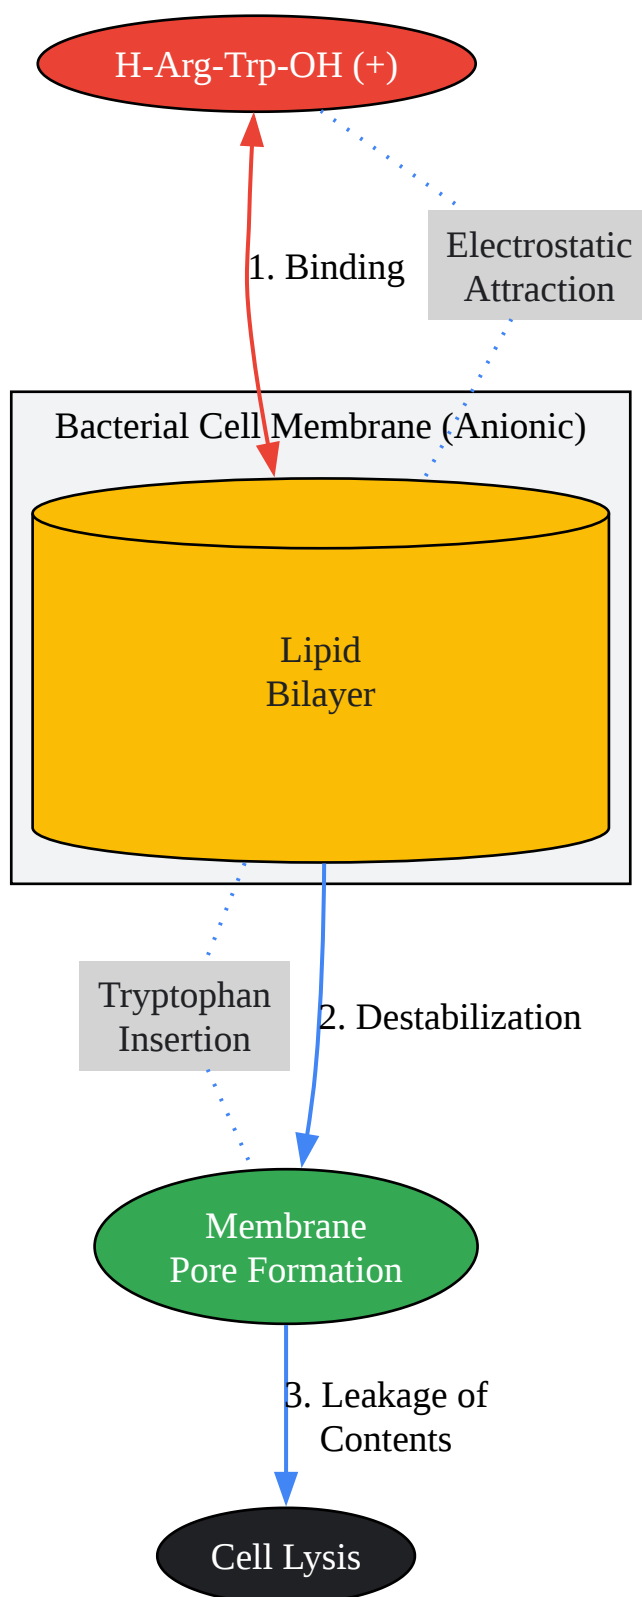 H-Arg-Trp-OH (+)
1. Binding
Electrostatic
Attraction
Bacterial Cell Membrane (Anionic)
Lipid
Bilayer
Tryptophan
Insertion
2. Destabilization
Membrane
Pore Formation
3. Leakage of
Contents
Cell Lysis